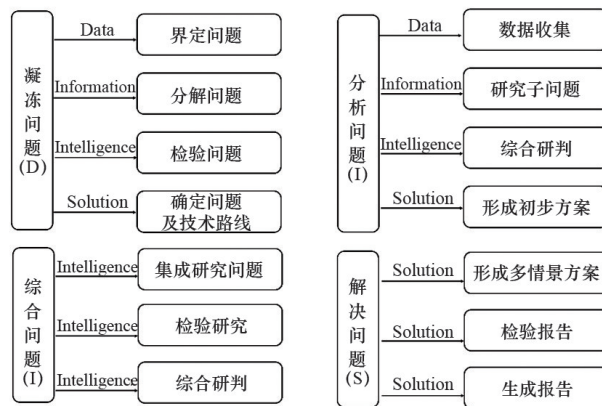 凝冻问题(D)
Data
界定问题
Information
分解问题
Intelligence
检验问题
Solution
确定问题
及技术路线
分析问题(I)
Data
数据收集
Information
研究子问题
Intelligence
综合研判
Solution
形成初步方案
综合问题(I)
Intelligence
集成研究问题
Intelligence
检验研究
Intelligence
综合研判
解决问题(S)
Solution
形成多情景方案
Solution
检验报告
Solution
生成报告